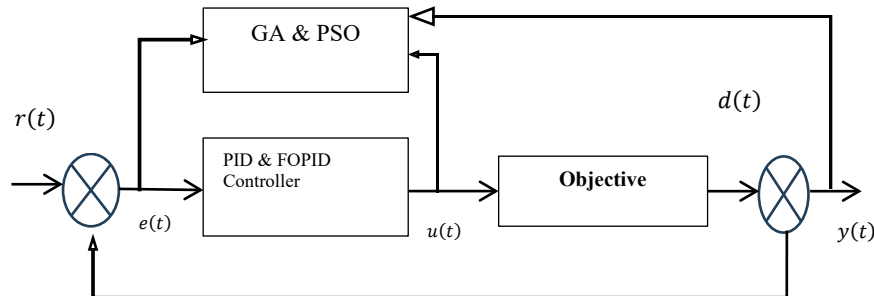 GA & PSO
d(t)
r(t)
PID & FOPID
Controller
Objective
e(t)
u(t)
y(t)